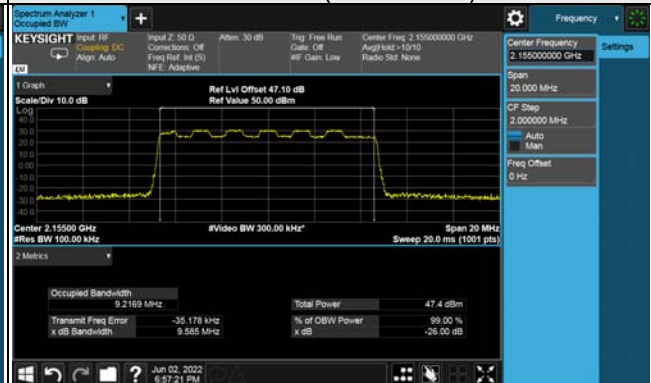 Spectrum Analyzer 1
Occupied BW
Frequency
KEYSIGHT
Input: RF
Coupling: DC
Align: Auto
Input Z: 50 Ω
Corrections: Off
Freq Ref: Int (S)
NFE: Adaptive
Atten: 30 dB
Trig: Free Run
Gate: Off
#IF Gain: Low
Center Freq: 2.155000000 GHz
Avg|Hold:>10/10
Radio Std: None
Center Frequency
2.155000000 GHz
Settings
Span
20.000 MHz
CF Step
2.000000 MHz
Auto
Man
Freq Offset
0 Hz
1 Graph
Scale/Div 10.0 dB
Ref Lvl Offset 47.10 dB
Ref Value 50.00 dBm
Log
40.0
30.0
20.0
10.0
0.00
-10.0
-20.0
-30.0
-40.0
Center 2.15500 GHz
#Res BW 100.00 kHz
#Video BW 300.00 kHz*
Span 20 MHz
Sweep 20.0 ms (1001 pts)
2 Metrics
Occupied Bandwidth
9.2169 MHz
Total Power 47.4 dBm
Transmit Freq Error -35.178 kHz
% of OBW Power 99.00 %
x dB Bandwidth 9.585 MHz
x dB -26.00 dB
?
Jun 02, 2022
6:57:21 PM